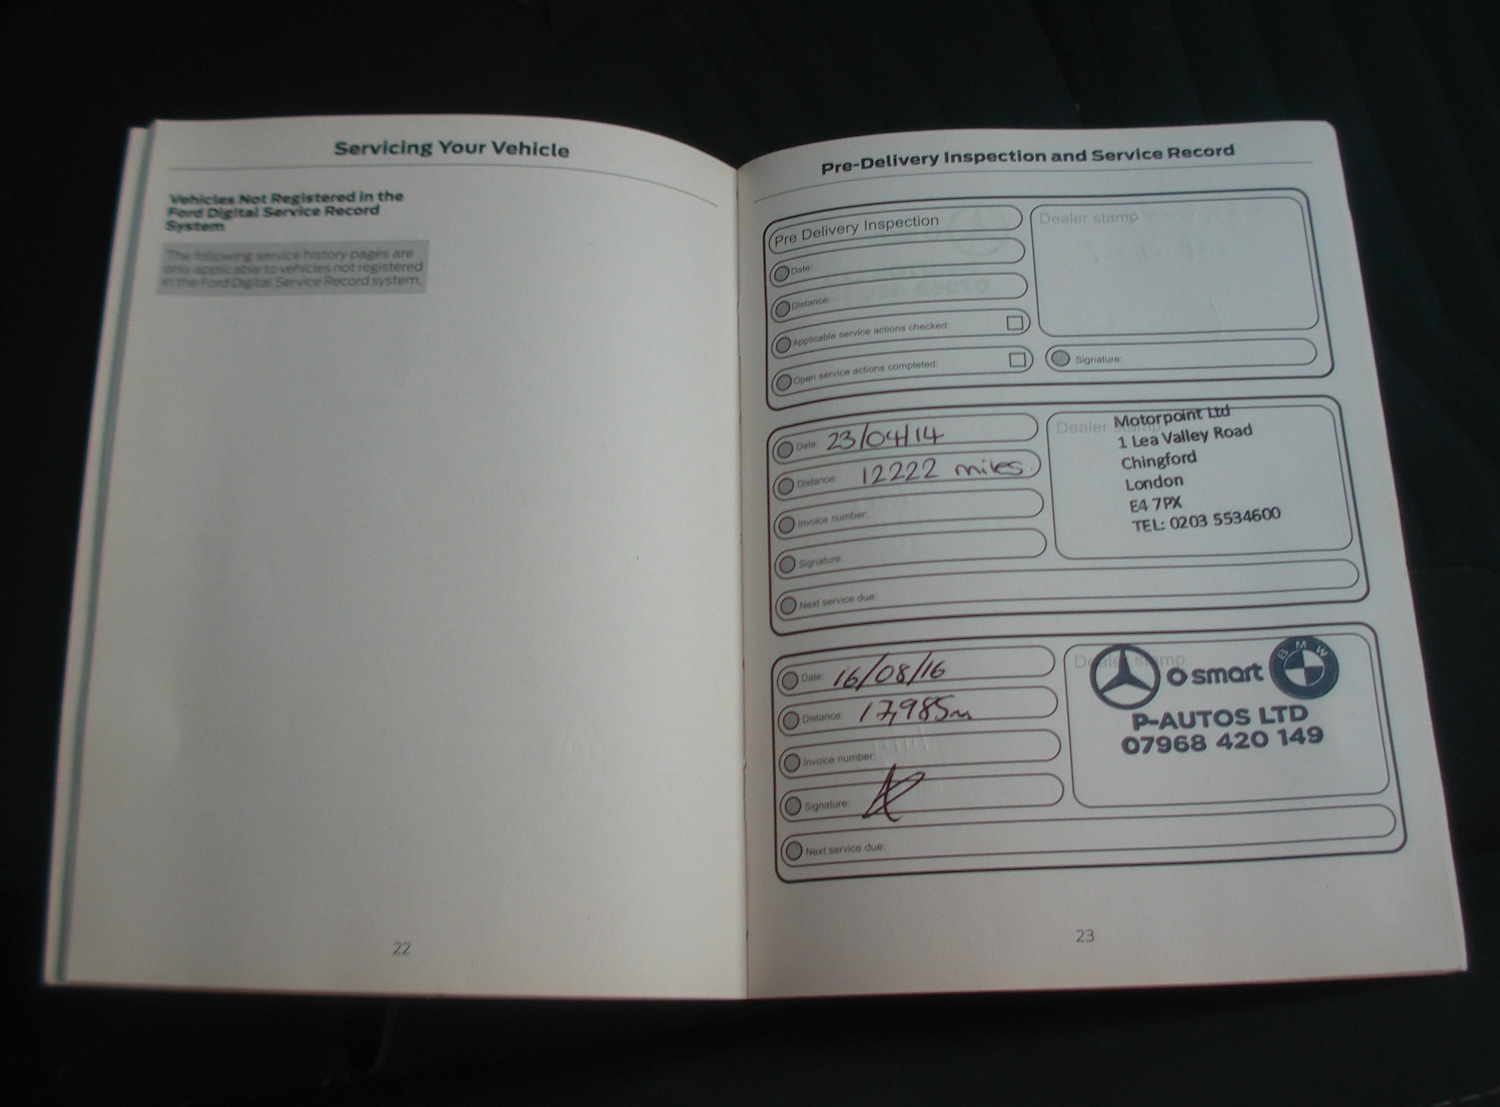 Servicing Your Vehicle
Vehicles Not Registered in the
Ford Digital Service Record
System
The following service history pages are
only applicable to vehicles not registered
in the Ford Digital Service Record system.
22
Pre-Delivery Inspection and Service Record
Pre Delivery Inspection
Date:
Distance:
Applicable service actions checked:
Open service actions completed:
Dealer stamp
Signature:
Date: 23/04/14
Distance: 12222 miles.
Invoice number:
Signature:
Next service due:
Dealer stamp
Motorpoint Ltd
1 Lea Valley Road
Chingford
London
E4 7PX
TEL: 0203 5534600
Date: 16/08/16
Distance: 17,985m
Invoice number:
Signature:
Next service due:
Dealer stamp
smart
BMW
P-AUTOS LTD
07968 420 149
23